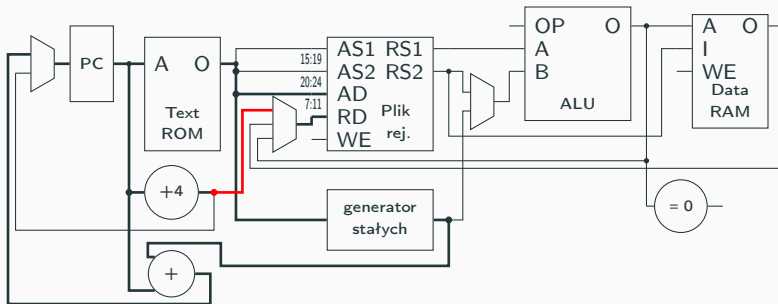 PC
A O
Text
ROM
+4
+
15:19
20:24
7:11
AS1 RS1
AS2 RS2
AD
RD
WE
Plik
rej.
generator
stałych
OP O
A
B
ALU
A O
I
WE
Data
RAM
= 0